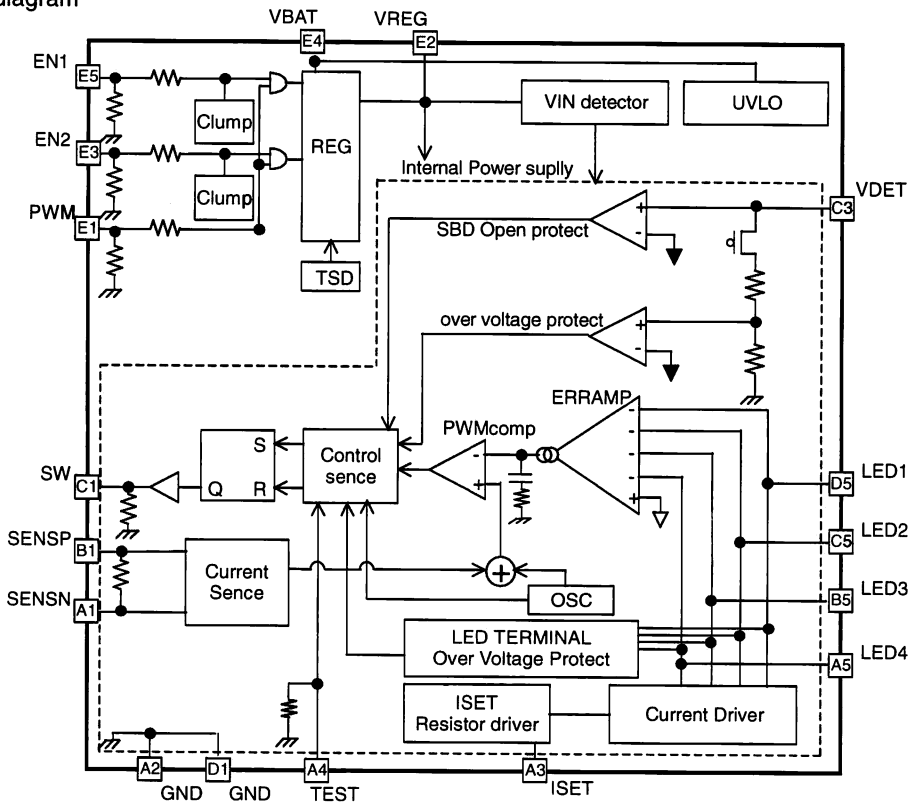 diagram
VBAT
VREG
E4
E2
EN1
E5
Clump
REG
VIN detector
UVLO
EN2
E3
Clump
Internal Power suplly
PWM
E1
VDET
C3
+
-
SBD Open protect
TSD
over voltage protect
+
-
ERRAMP
-
-
-
-
+
PWMcomp
-
+
S
Q
R
Control
sence
SW
C1
LED1
D5
SENSP
B1
LED2
C5
Current
Sence
+
OSC
SENSN
A1
LED3
B5
LED TERMINAL
Over Voltage Protect
LED4
A5
ISET
Resistor driver
Current Driver
A2
D1
A4
A3
GND
GND
TEST
ISET